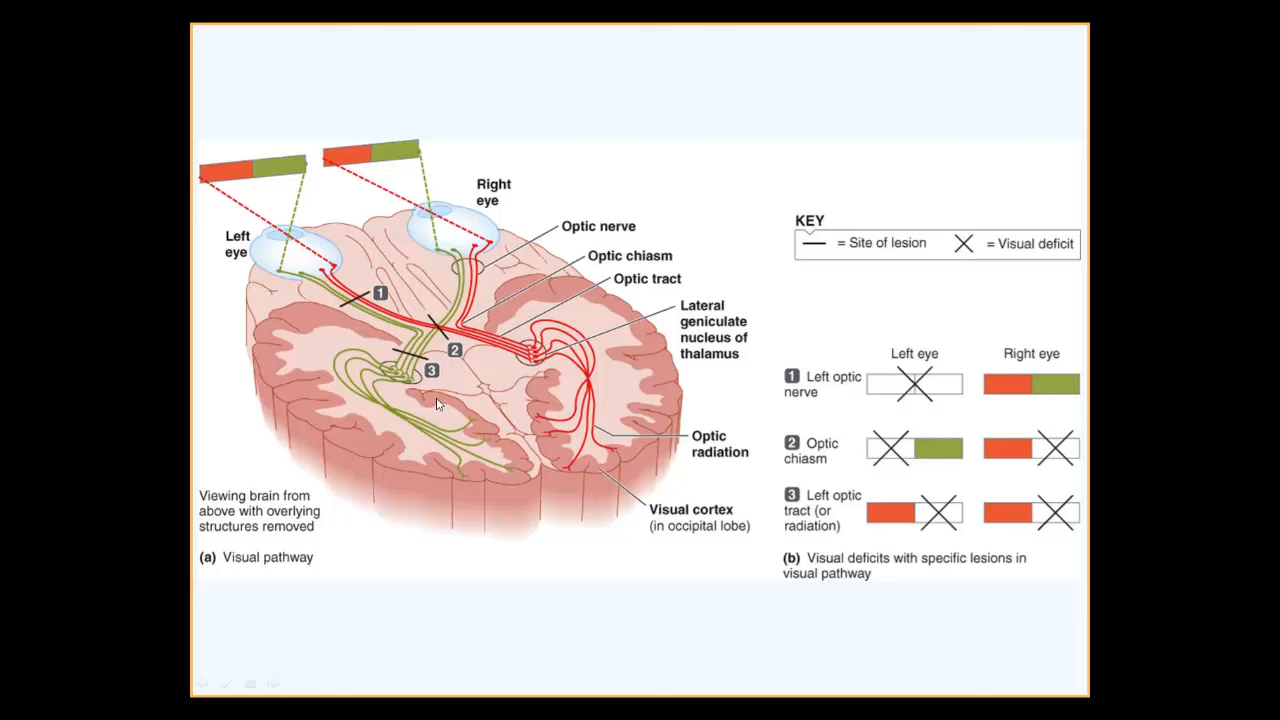 Right
eye
Left
eye
Optic nerve
Optic chiasm
Optic tract
Lateral
geniculate
nucleus of
thalamus
1
2
3
Optic
radiation
Visual cortex
(in occipital lobe)
Viewing brain from
above with overlying
structures removed
(a) Visual pathway
KEY
= Site of lesion
= Visual deficit
Left eye
Right eye
1 Left optic
nerve
2 Optic
chiasm
3 Left optic
tract (or
radiation)
(b) Visual deficits with specific lesions in
visual pathway